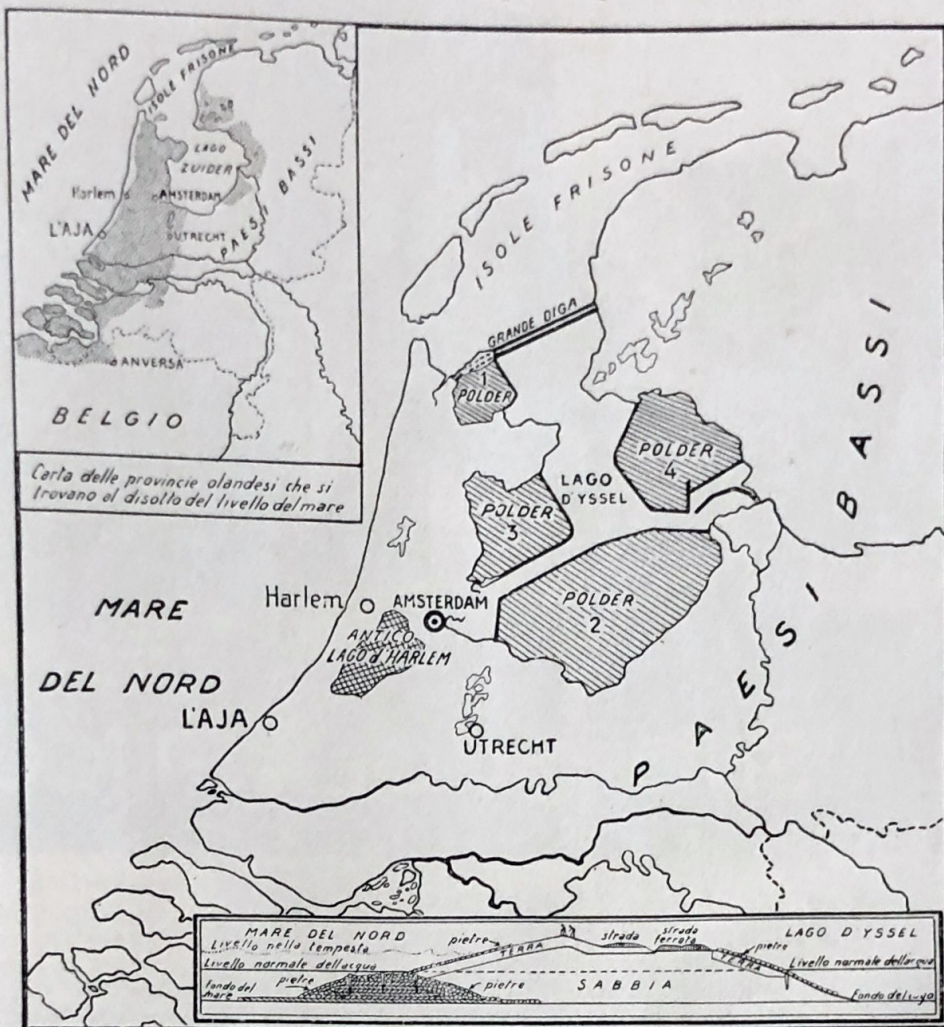 MARE DEL NORD
ISOLE FRISONE
LAGO
ZUIDER
Harlem
AMSTERDAM
L'AJA
UTRECHT
PAESI BASSI
ANVERSA
BELGIO
Carta delle provincie olandesi che si
trovano al disotto del livello del mare
ISOLE FRISONE
GRANDE DIGA
1
POLDER
POLDER
4
LAGO
D'YSSEL
POLDER
3
POLDER
2
Harlem
AMSTERDAM
ANTICO
LAGO d'HARLEM
MARE
DEL NORD
L'AJA
UTRECHT
PAESI BASSI
MARE DEL NORD
Livello nella tempesta
pietre
TERRA
strada
strada
ferrata
LAGO D'YSSEL
pietre
TERRA
Livello normale dell'acqua
Livello normale dell'acqua
fondo del
mare
pietre
pietre
SABBIA
Fondo del lago